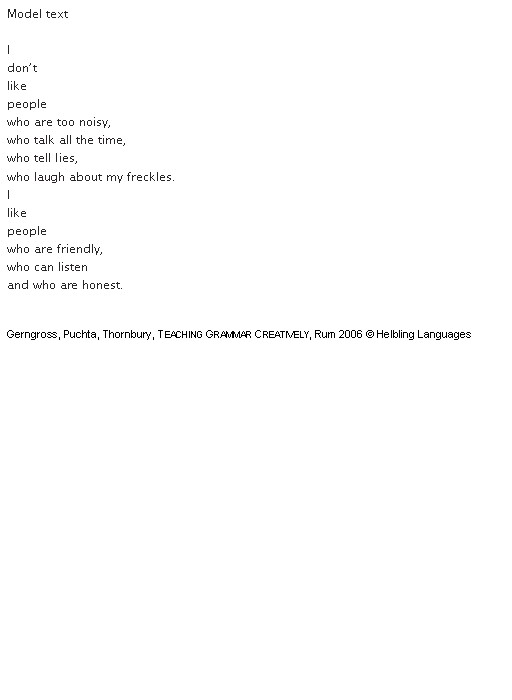 Model text
I
don't
like
people
who are too noisy,
who talk all the time,
who tell lies,
who laugh about my freckles.
I
like
people
who are friendly,
who can listen
and who are honest.
Gerngross, Puchta, Thornbury, TEACHING GRAMMAR CREATIVELY, Rum 2006 © Helbling Languages